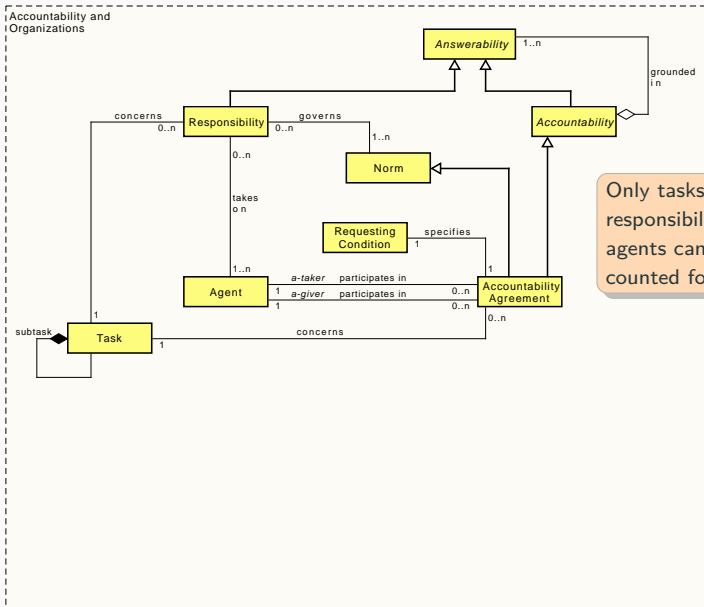 Accountability and
Organizations
Answerability
1..n
grounded
in
concerns
0..n
Responsibility
governs
0..n
Accountability
1..n
0..n
Norm
takes
on
Only tasks
responsibil
agents can
counted fo
Requesting
Condition
specifies
1
1..n
1
Agent
a-taker participates in
1
0..n
a-giver participates in
1
0..n
Accountability
Agreement
0..n
1
subtask
Task
concerns
1